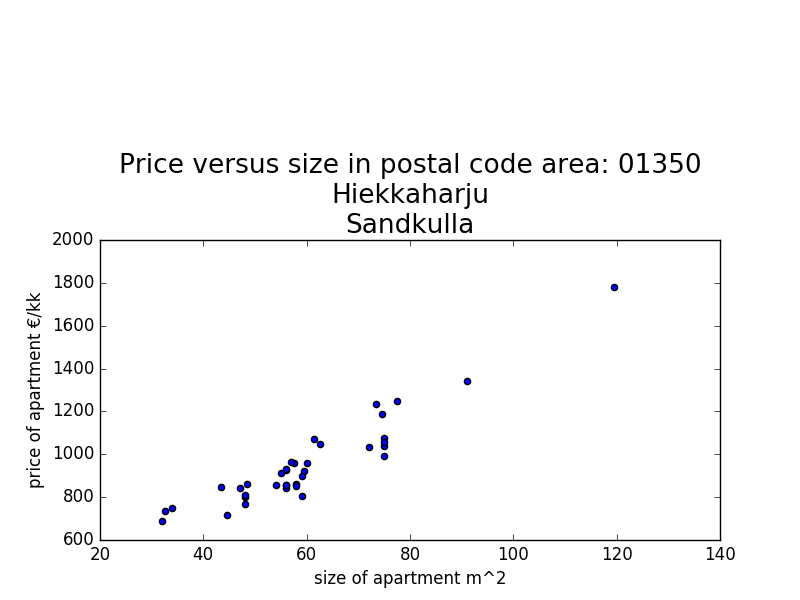 Price versus size in postal code area: 01350
Hiekkaharju
Sandkulla
2000
1800
1600
1400
1200
1000
800
600
price of apartment €/kk
20 40 60 80 100 120 140
size of apartment m^2